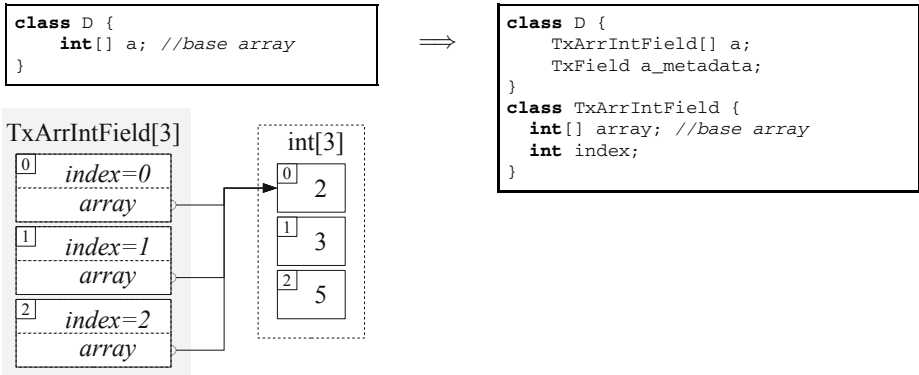 class D {
int[] a; //base array
}
⟹
class D {
TxArrIntField[] a;
TxField a_metadata;
}
class TxArrIntField {
int[] array; //base array
int index;
}
TxArrIntField[3]
0
index=0
array
1
index=1
array
2
index=2
array
int[3]
0
2
1
3
2
5